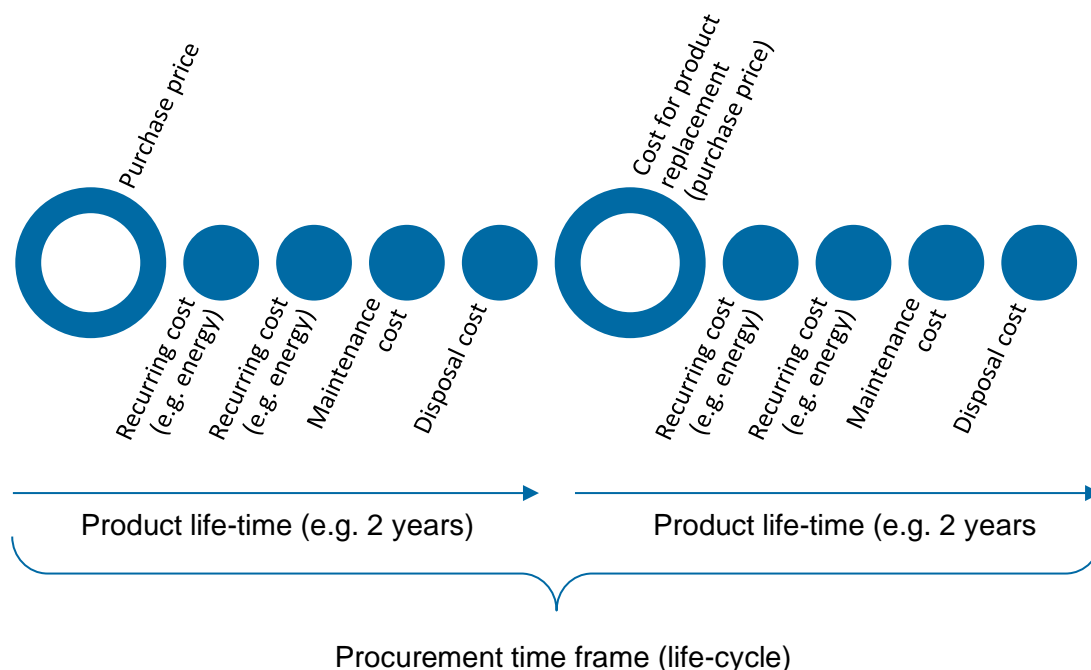 Purchase price
Cost for product
replacement
(purchase price)
Recurring cost
(e.g. energy)
Recurring cost
(e.g. energy)
Maintenance
cost
Disposal cost
Recurring cost
(e.g. energy)
Recurring cost
(e.g. energy)
Maintenance
cost
Disposal cost
Product life-time (e.g. 2 years)
Product life-time (e.g. 2 years
Procurement time frame (life-cycle)